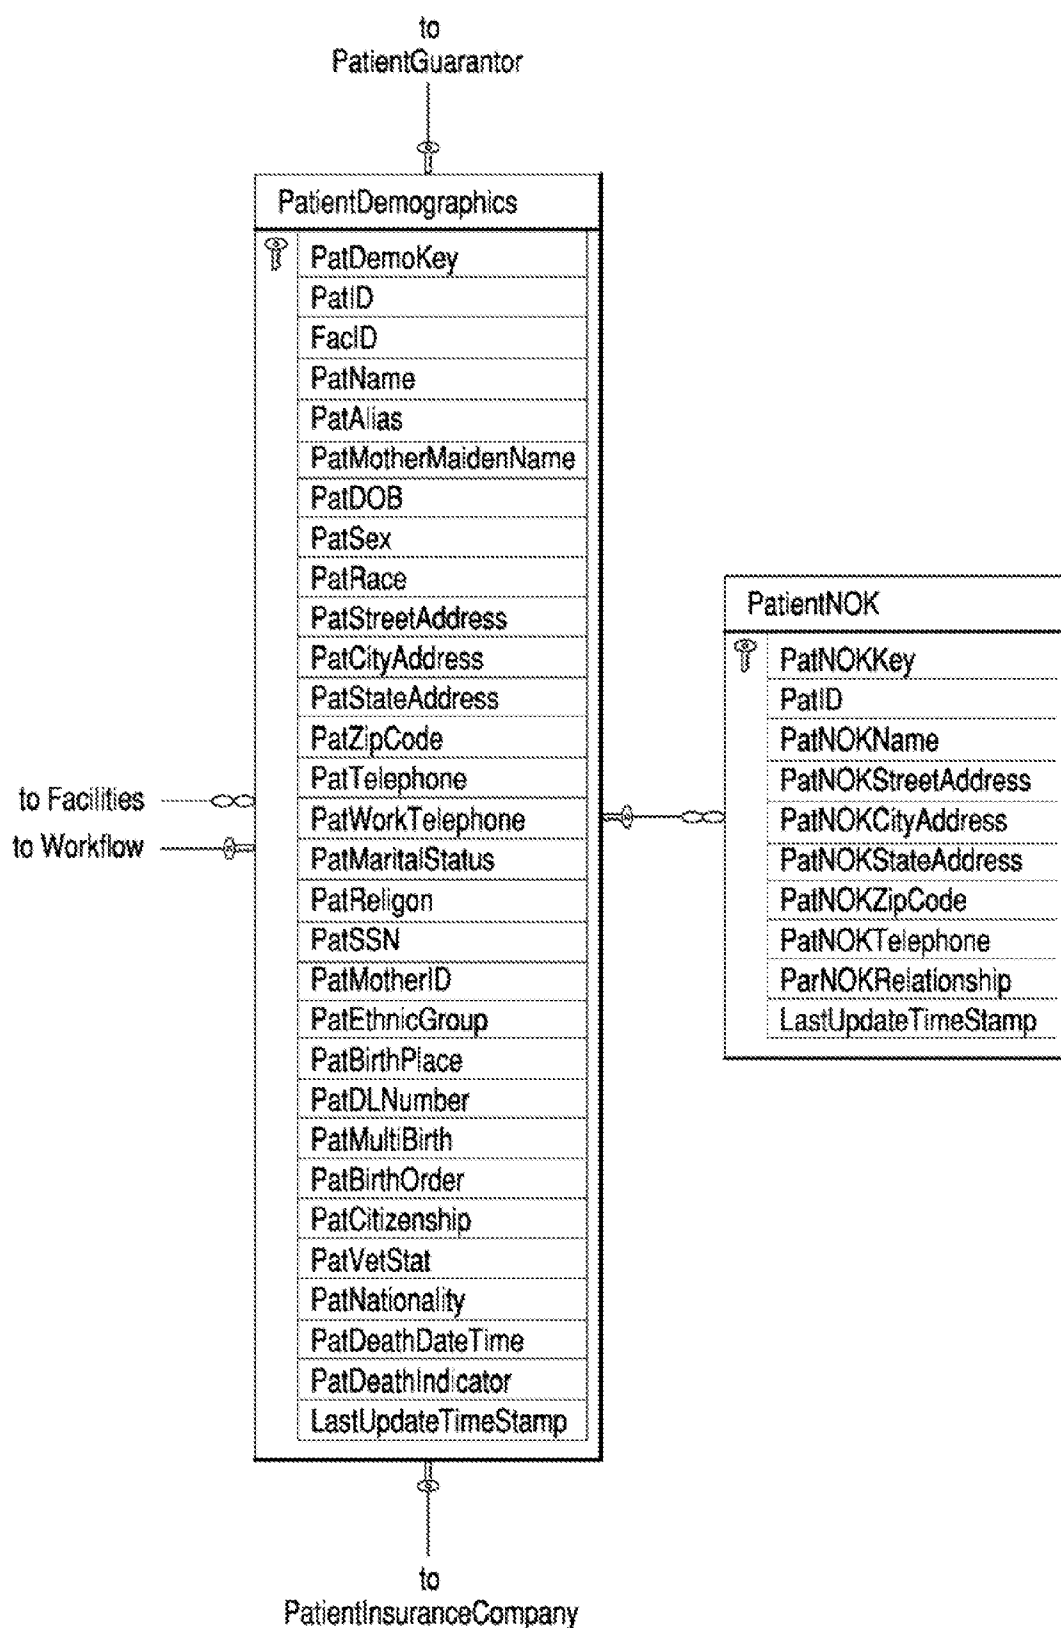 to
PatientGuarantor
PatientDemographics
PatDemoKey
PatID
FacID
PatName
PatAlias
PatMotherMaidenName
PatDOB
PatSex
PatRace
PatStreetAddress
PatCityAddress
PatStateAddress
PatZipCode
PatTelephone
PatWorkTelephone
PatMaritalStatus
PatReligon
PatSSN
PatMotherID
PatEthnicGroup
PatBirthPlace
PatDLNumber
PatMultiBirth
PatBirthOrder
PatCitizenship
PatVetStat
PatNationality
PatDeathDateTime
PatDeathIndicator
LastUpdateTimeStamp
to Facilities
to Workflow
PatientNOK
PatNOKKey
PatID
PatNOKName
PatNOKStreetAddress
PatNOKCityAddress
PatNOKStateAddress
PatNOKZipCode
PatNOKTelephone
ParNOKRelationship
LastUpdateTimeStamp
to
PatientInsuranceCompany